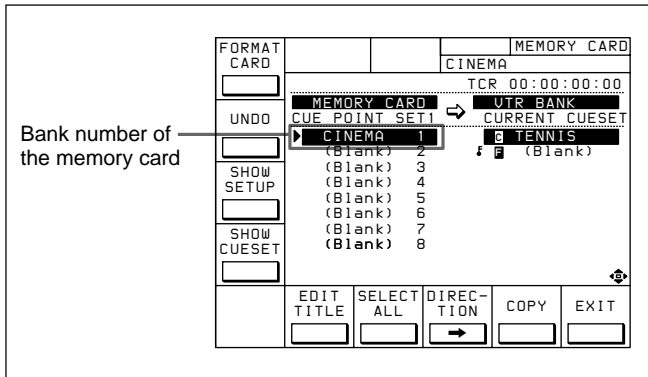 Bank number of
the memory card
FORMAT
CARD
UNDO
SHOW
SETUP
SHOW
CUESET
MEMORY CARD
CINEMA
TCR 00:00:00:00
MEMORY CARD
CUE POINT SET1
VTR BANK
CURRENT CUESET
CINEMA 1
(Blank) 2
(Blank) 3
(Blank) 4
(Blank) 5
(Blank) 6
(Blank) 7
(Blank) 8
C TENNIS
F (Blank)
EDIT
TITLE
SELECT
ALL
DIREC-
TION
COPY
EXIT